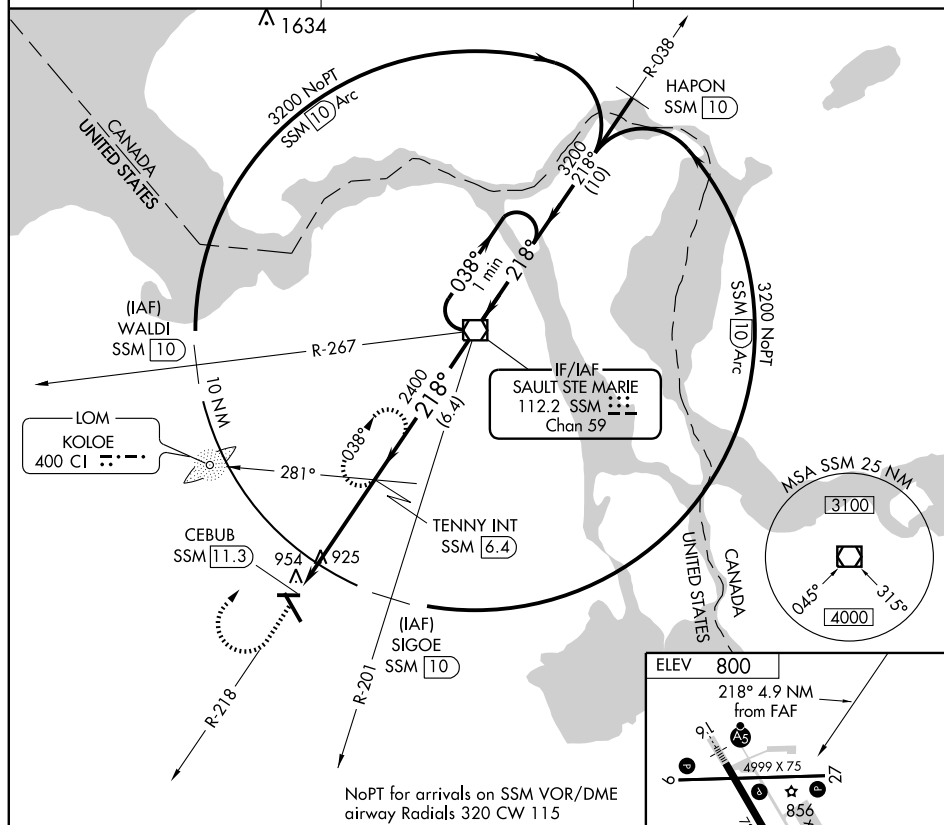 1634
R-038
HAPON
SSM 10
3200 NoPT
SSM 10 Arc
CANADA
UNITED STATES
3200
218°
(10)
038°
1 min
218°
3200 NoPT
SSM 10 Arc
(IAF)
WALDI
SSM 10
R-267
IF/IAF
SAULT STE MARIE
112.2 SSM
Chan 59
10 NM
2400
218°
(6.4)
LOM
KOLOE
400 CI
038°
281°
MSA SSM 25 NM
3100
045°
315°
4000
TENNY INT
SSM 6.4
CEBUB
SSM 11.3
954
925
UNITED STATES
CANADA
(IAF)
SIGOE
SSM 10
R-201
R-218
NoPT for arrivals on SSM VOR/DME
airway Radials 320 CW 115
ELEV 800
218° 4.9 NM
from FAF
16
A5
P
4999 X 75
9
27
P
P
856